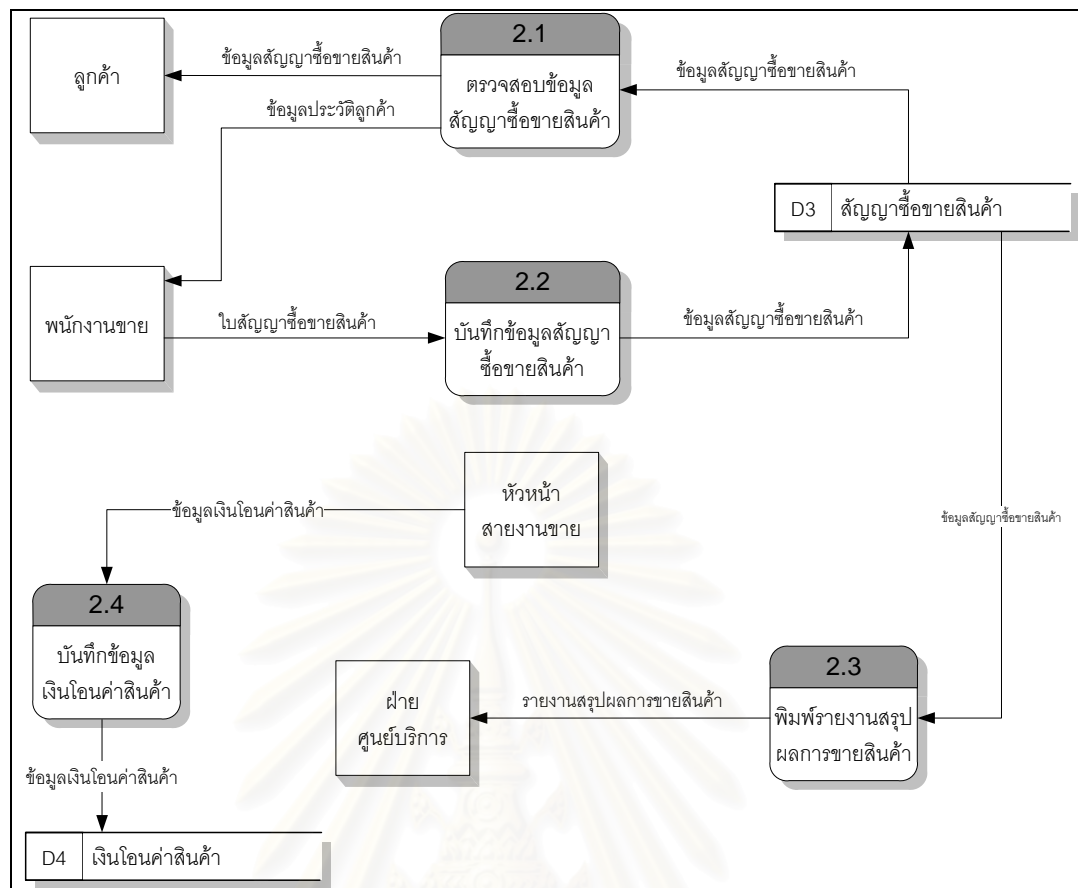 2.1
ลูกค้า
ข้อมูลสัญญาซื้อขายสินค้า
ตรวจสอบข้อมูล
สัญญาซื้อขายสินค้า
ข้อมูลสัญญาซื้อขายสินค้า
ข้อมูลประวัติลูกค้า
D3 สัญญาซื้อขายสินค้า
2.2
พนักงานขาย
ใบสัญญาซื้อขายสินค้า
บันทึกข้อมูลสัญญา
ซื้อขายสินค้า
ข้อมูลสัญญาซื้อขายสินค้า
หัวหน้า
สายงานขาย
ข้อมูลเงินโอนค่าสินค้า
ข้อมูลสัญญาซื้อขายสินค้า
2.4
บันทึกข้อมูล
เงินโอนค่าสินค้า
2.3
พิมพ์รายงานสรุป
ผลการขายสินค้า
รายงานสรุปผลการขายสินค้า
ฝ่าย
ศูนย์บริการ
ข้อมูลเงินโอนค่าสินค้า
D4 เงินโอนค่าสินค้า